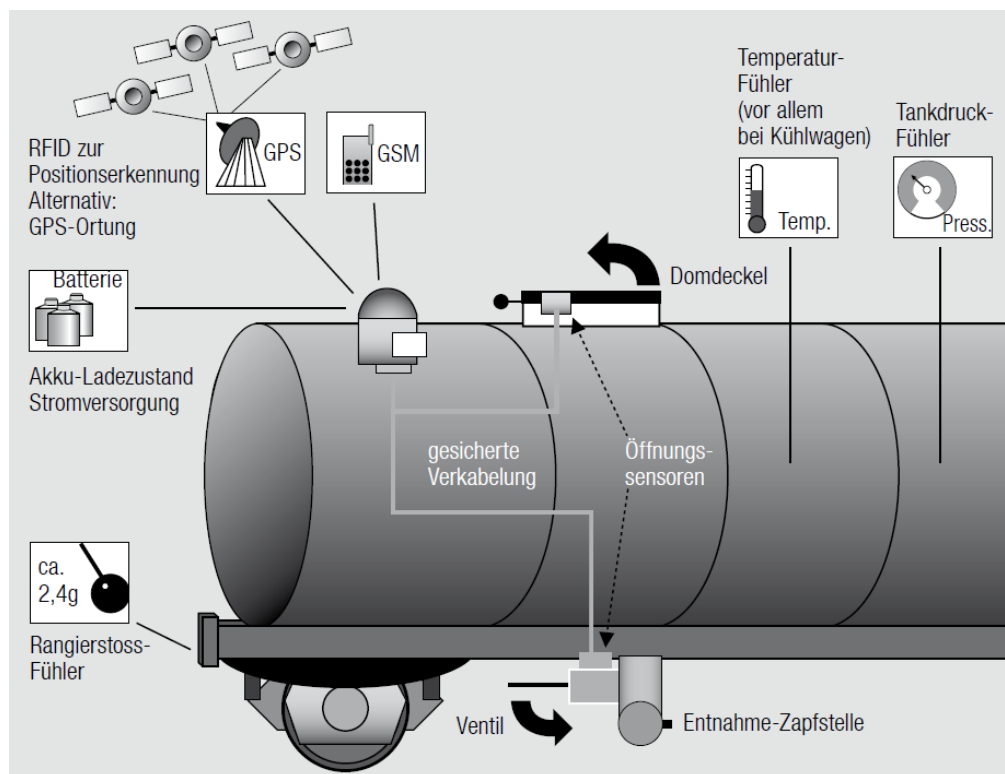 GPS
GSM
RFID zur
Positionserkennung
Alternativ:
GPS-Ortung
Temperatur-
Fühler
(vor allem
bei Kühlwagen)
Temp.
Tankdruck-
Fühler
Press.
Batterie
Akku-Ladezustand
Stromversorgung
Domdeckel
gesicherte
Verkabelung
Öffnungs-
sensoren
ca.
2,4g
Rangierstoss-
Fühler
Ventil
Entnahme-Zapfstelle